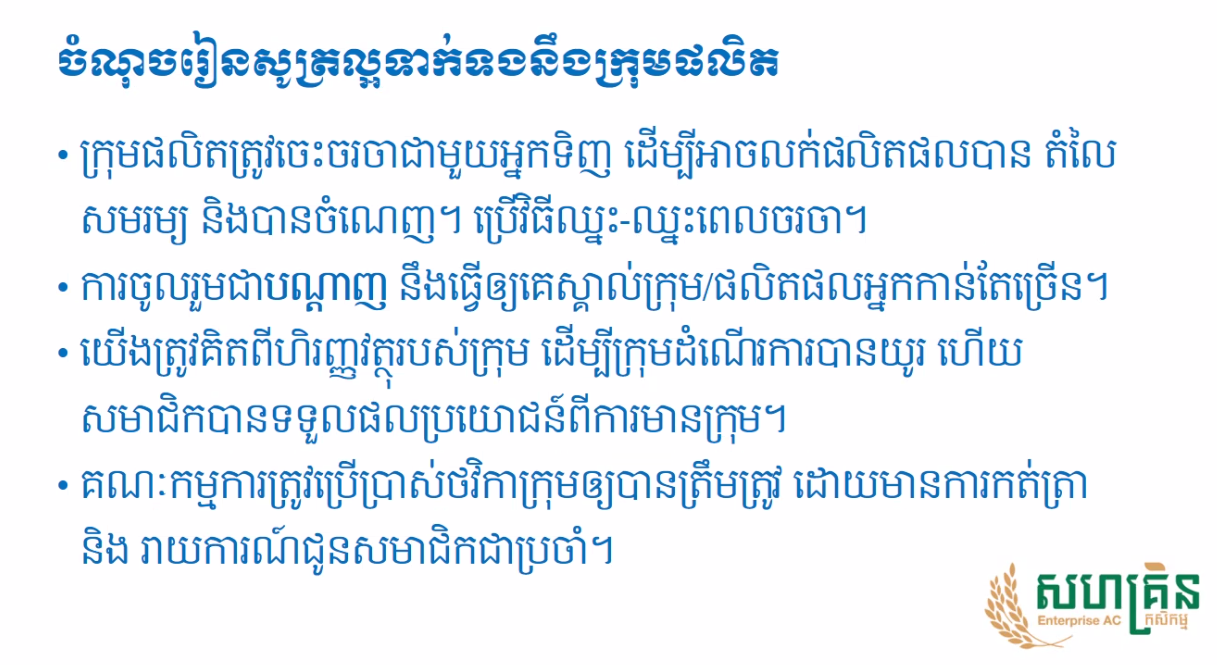 ចំណុចរៀនសូត្រល្អទាក់ទងនឹងក្រុមផលិត
• ក្រុមផលិតត្រូវចេះចរចាជាមួយអ្នកទិញ ដើម្បីអាចលក់ផលិតផលបាន តំលៃ
សមរម្យ និងបានចំណេញ។ ប្រើវិធីឈ្នះ-ឈ្នះពេលចរចា។
• ការចូលរួមជាបណ្ដាញ នឹងធ្វើឲ្យគេស្គាល់ក្រុម/ផលិតផលអ្នកកាន់តែច្រើន។
• យើងត្រូវគិតពីហិរញ្ញវត្ថុរបស់ក្រុម ដើម្បីក្រុមដំណើរការបានយូរ ហើយ
សមាជិកបានទទួលផលប្រយោជន៍ពីការមានក្រុម។
• គណៈកម្មការត្រូវប្រើប្រាស់ថវិកាក្រុមឲ្យបានត្រឹមត្រូវ ដោយមានការកត់ត្រា
និង រាយការណ៍ជូនសមាជិកជាប្រចាំ។
សហគ្រិន
Enterprise AC កសិកម្ម